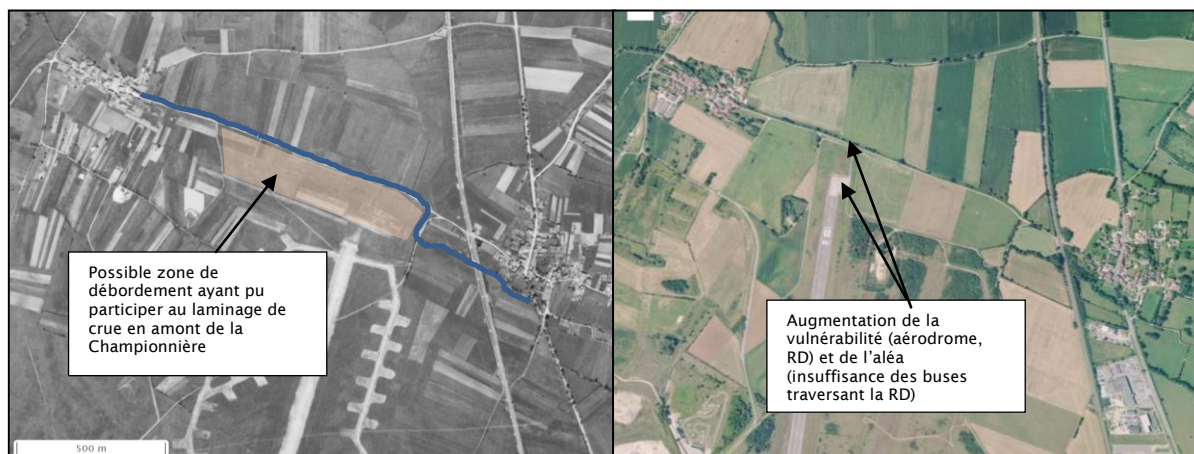 Possible zone de
débordement ayant pu
participer au laminage de
crue en amont de la
Championnière
500 m
Augmentation de la
vulnérabilité (aérodrome,
RD) et de l’aléa
(insuffisance des buses
traversant la RD)